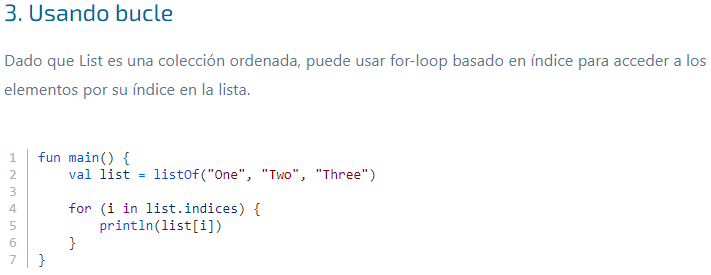 3. Usando bucle
Dado que List es una colección ordenada, puede usar for-loop basado en índice para acceder a los
elementos por su índice en la lista.
1 fun main() {
2     val list = listOf("One", "Two", "Three")
3
4     for (i in list.indices) {
5         println(list[i])
6     }
7 }